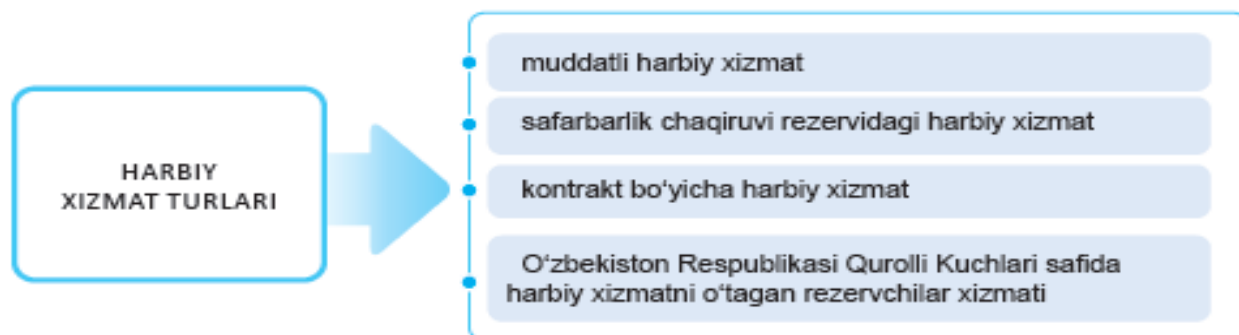 HARBIY
XIZMAT TURLARI
muddatli harbiy xizmat
safarbarlik chaqiruvi rezervidagi harbiy xizmat
kontrakt bo‘yicha harbiy xizmat
O‘zbekiston Respublikasi Qurolli Kuchlari safida
harbiy xizmatni o‘tagan rezervchilar xizmati